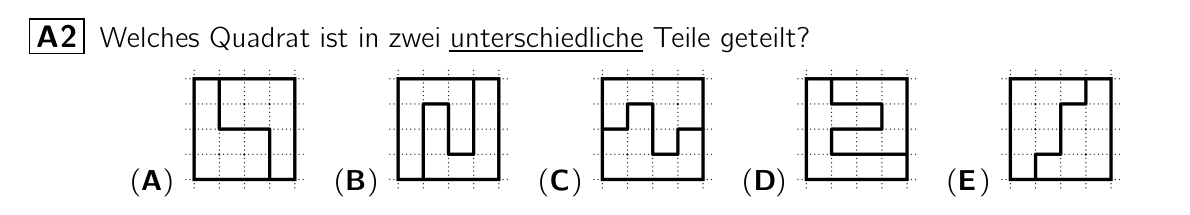 A2 Welches Quadrat ist in zwei unterschiedliche Teile geteilt?
(A) (B) (C) (D) (E)